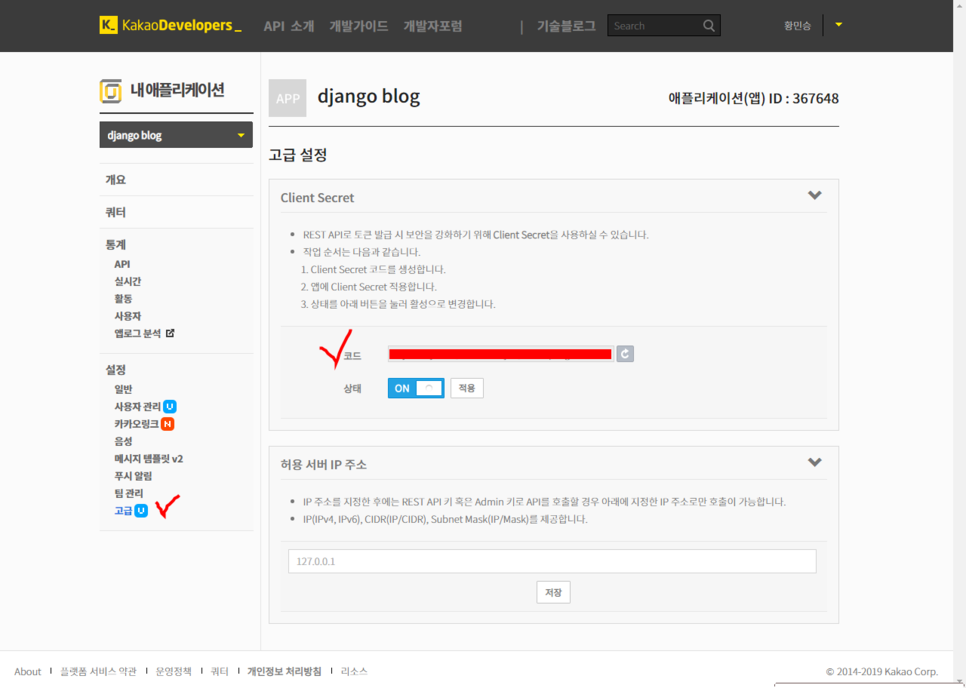 K_ KakaoDevelopers_ API 소개 개발가이드 개발자포럼 | 기술블로그 Search 황민승
내 애플리케이션
django blog
개요
쿼터
통계
API
실시간
활동
사용자
앱로그 분석
설정
일반
사용자 관리 U
카카오링크 N
음성
메시지 템플릿 v2
푸시 알림
팀 관리
고급 U
APP django blog 애플리케이션(앱) ID : 367648
고급 설정
Client Secret
• REST API로 토큰 발급 시 보안을 강화하기 위해 Client Secret을 사용하실 수 있습니다.
• 작업 순서는 다음과 같습니다.
1. Client Secret 코드를 생성합니다.
2. 앱에 Client Secret 적용합니다.
3. 상태를 아래 버튼을 눌러 활성으로 변경합니다.
코드
상태 ON 적용
허용 서버 IP 주소
• IP 주소를 지정한 후에는 REST API 키 혹은 Admin 키로 API를 호출할 경우 아래에 지정한 IP 주소로만 호출이 가능합니다.
• IP(IPv4, IPv6), CIDR(IP/CIDR), Subnet Mask(IP/Mask)를 제공합니다.
127.0.0.1
저장
About | 플랫폼 서비스 약관 | 운영정책 | 쿼터 | 개인정보 처리방침 | 리소스 © 2014-2019 Kakao Corp.